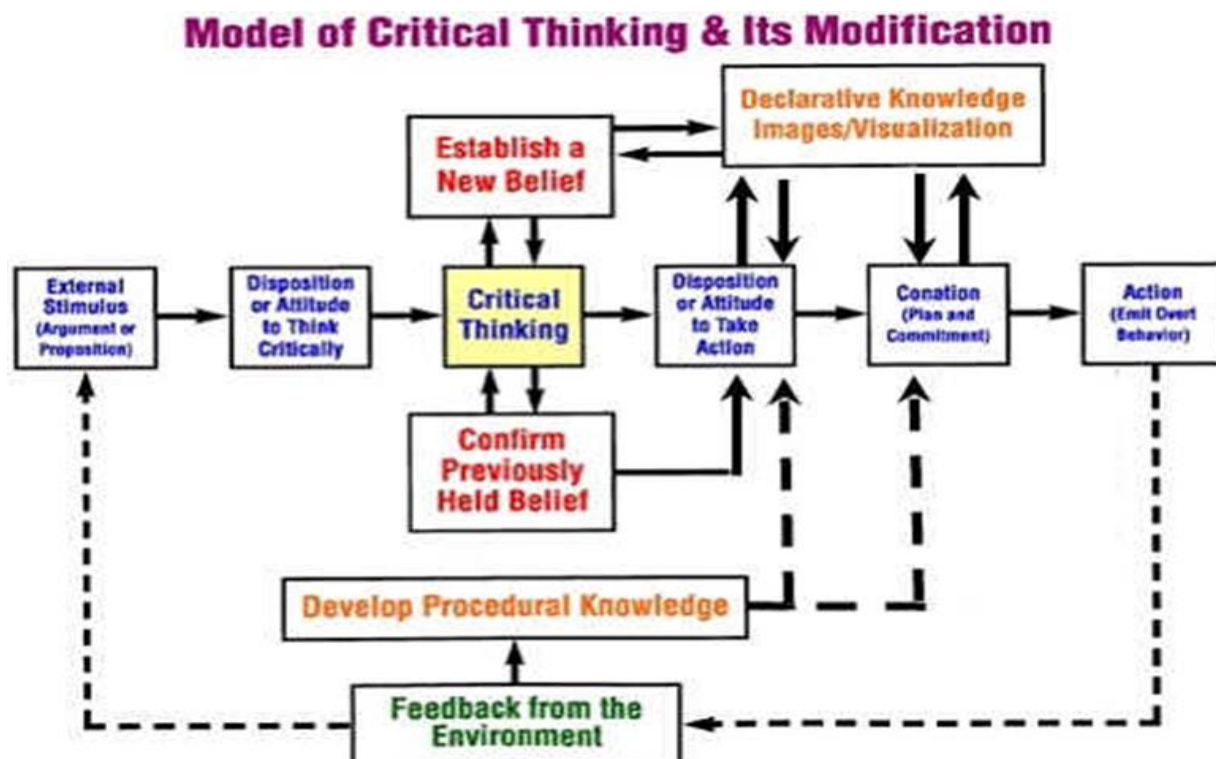 Model of Critical Thinking & Its Modification
Declarative Knowledge
Images/Visualization
Establish a
New Belief
External
Stimulus
(Argument or
Proposition)
Disposition
or Attitude
to Think
Critically
Critical
Thinking
Disposition
or Attitude
to Take
Action
Conation
(Plan and
Commitment)
Action
(Emit Overt
Behavior)
Confirm
Previously
Held Belief
Develop Procedural Knowledge
Feedback from the
Environment